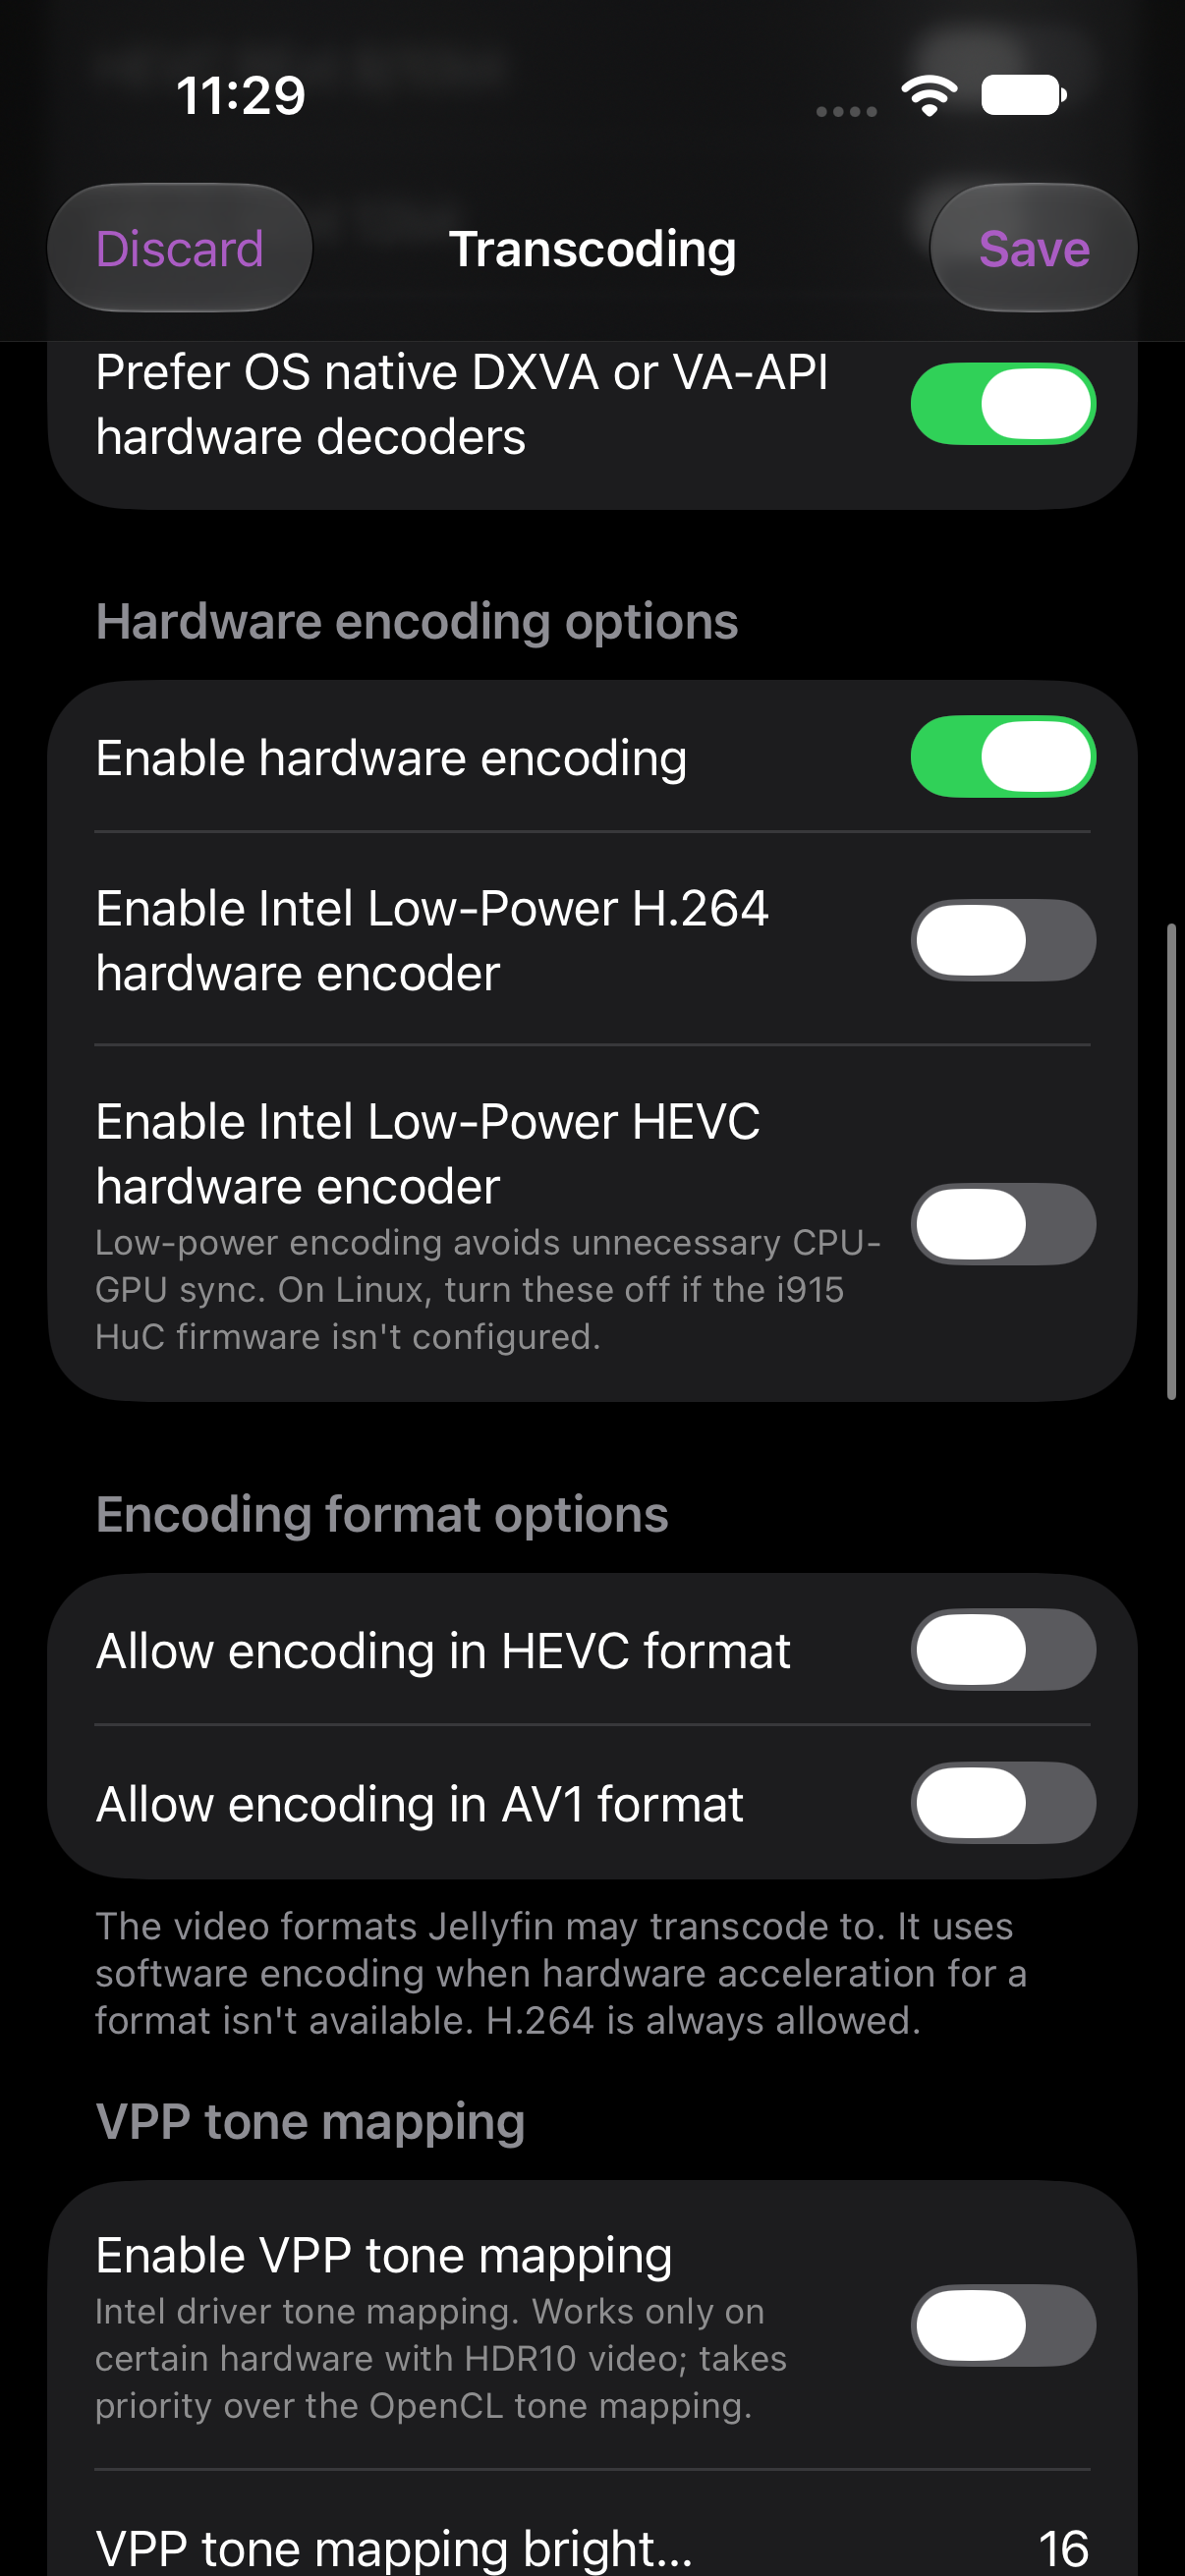 11:29
Discard
Transcoding
Save
Prefer OS native DXVA or VA-API
hardware decoders
Hardware encoding options
Enable hardware encoding
Enable Intel Low-Power H.264
hardware encoder
Enable Intel Low-Power HEVC
hardware encoder
Low-power encoding avoids unnecessary CPU-
GPU sync. On Linux, turn these off if the i915
HuC firmware isn't configured.
Encoding format options
Allow encoding in HEVC format
Allow encoding in AV1 format
The video formats Jellyfin may transcode to. It uses
software encoding when hardware acceleration for a
format isn't available. H.264 is always allowed.
VPP tone mapping
Enable VPP tone mapping
Intel driver tone mapping. Works only on
certain hardware with HDR10 video; takes
priority over the OpenCL tone mapping.
VPP tone mapping bright... 16